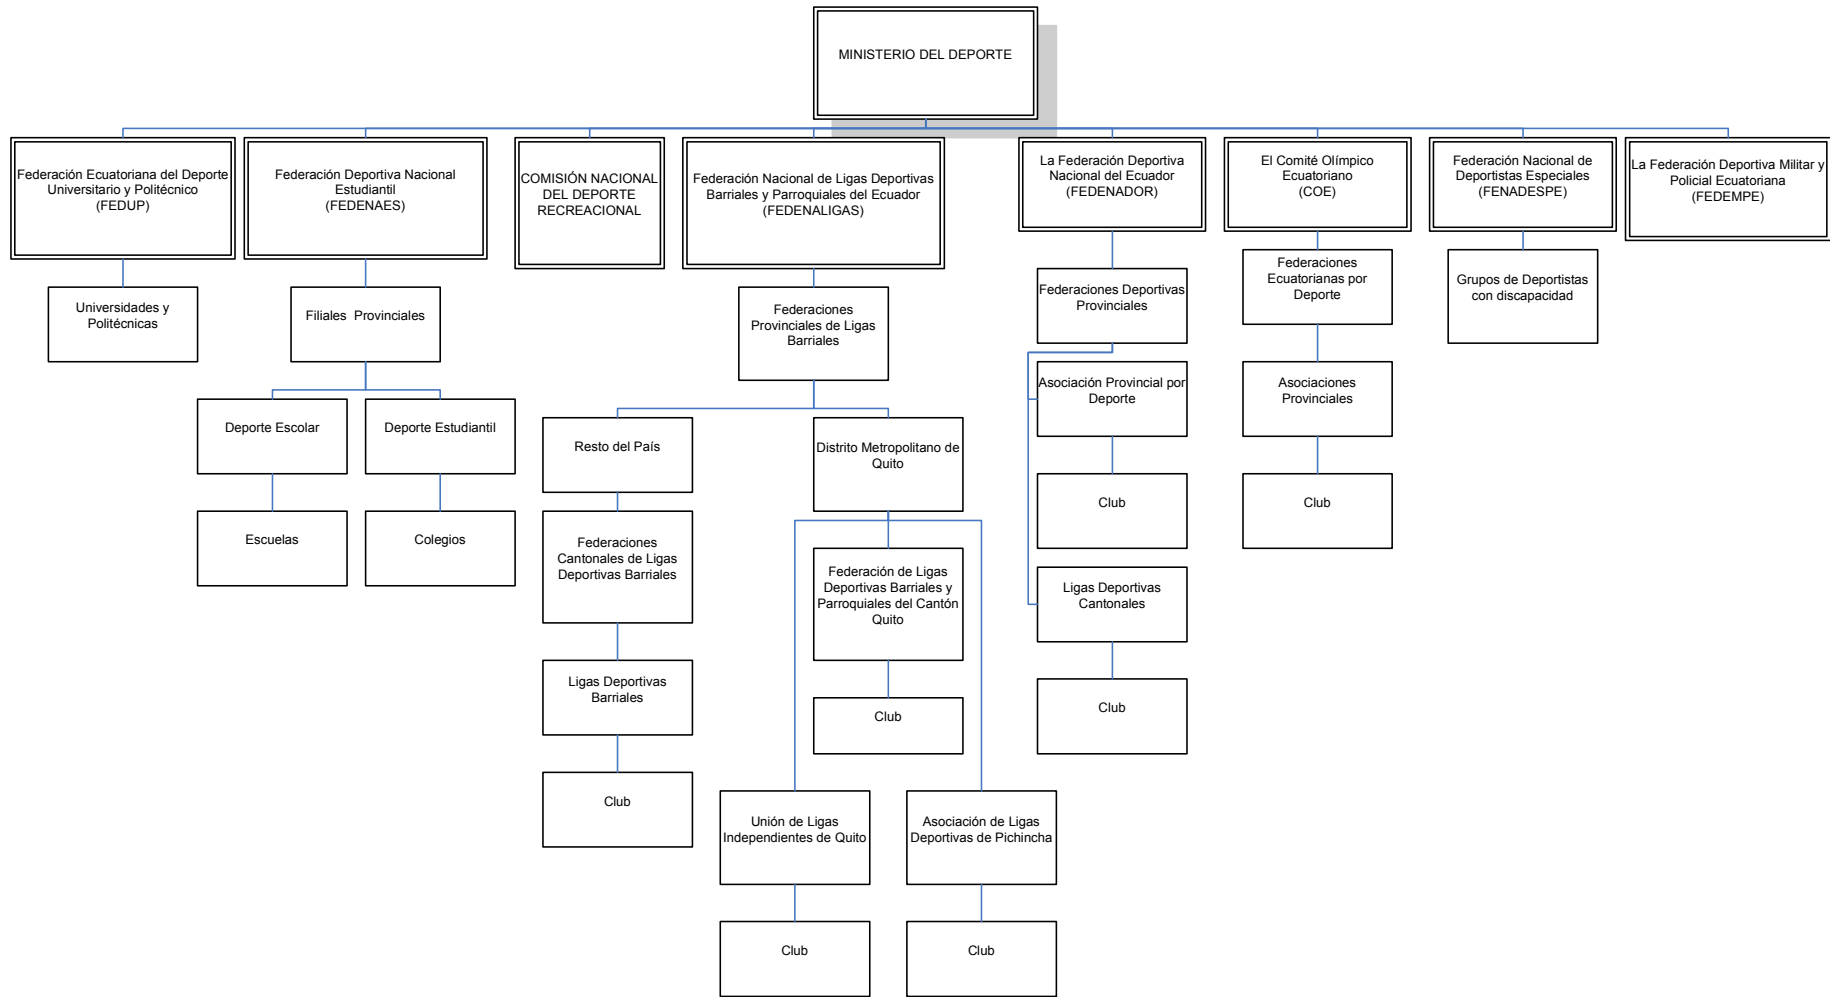 MINISTERIO DEL DEPORTE
Federación Ecuatoriana del Deporte
Universitario y Politécnico
(FEDUP)
Federación Deportiva Nacional
Estudiantil
(FEDENAES)
COMISIÓN NACIONAL
DEL DEPORTE
RECREACIONAL
Federación Nacional de Ligas Deportivas
Barriales y Parroquiales del Ecuador
(FEDENALIGAS)
La Federación Deportiva
Nacional del Ecuador
(FEDENADOR)
El Comité Olímpico
Ecuatoriano
(COE)
Federación Nacional de
Deportistas Especiales
(FENADESPE)
La Federación Deportiva Militar y
Policial Ecuatoriana
(FEDEMPE)
Universidades y
Politécnicas
Filiales Provinciales
Federaciones
Provinciales de Ligas
Barriales
Federaciones Deportivas
Provinciales
Federaciones
Ecuatorianas por
Deporte
Grupos de Deportistas
con discapacidad
Deporte Escolar
Deporte Estudiantil
Resto del País
Distrito Metropolitano de
Quito
Asociación Provincial por
Deporte
Asociaciones
Provinciales
Escuelas
Colegios
Federaciones
Cantonales de Ligas
Deportivas Barriales
Federación de Ligas
Deportivas Barriales y
Parroquiales del Cantón
Quito
Club
Club
Ligas Deportivas
Cantonales
Ligas Deportivas
Barriales
Club
Club
Club
Unión de Ligas
Independientes de Quito
Asociación de Ligas
Deportivas de Pichincha
Club
Club